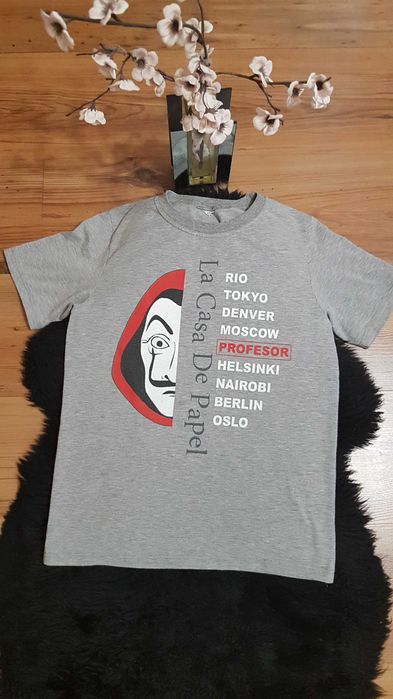 La Casa De Papel
RIO
TOKYO
DENVER
MOSCOW
PROFESOR
HELSINKI
NAIROBI
BERLIN
OSLO